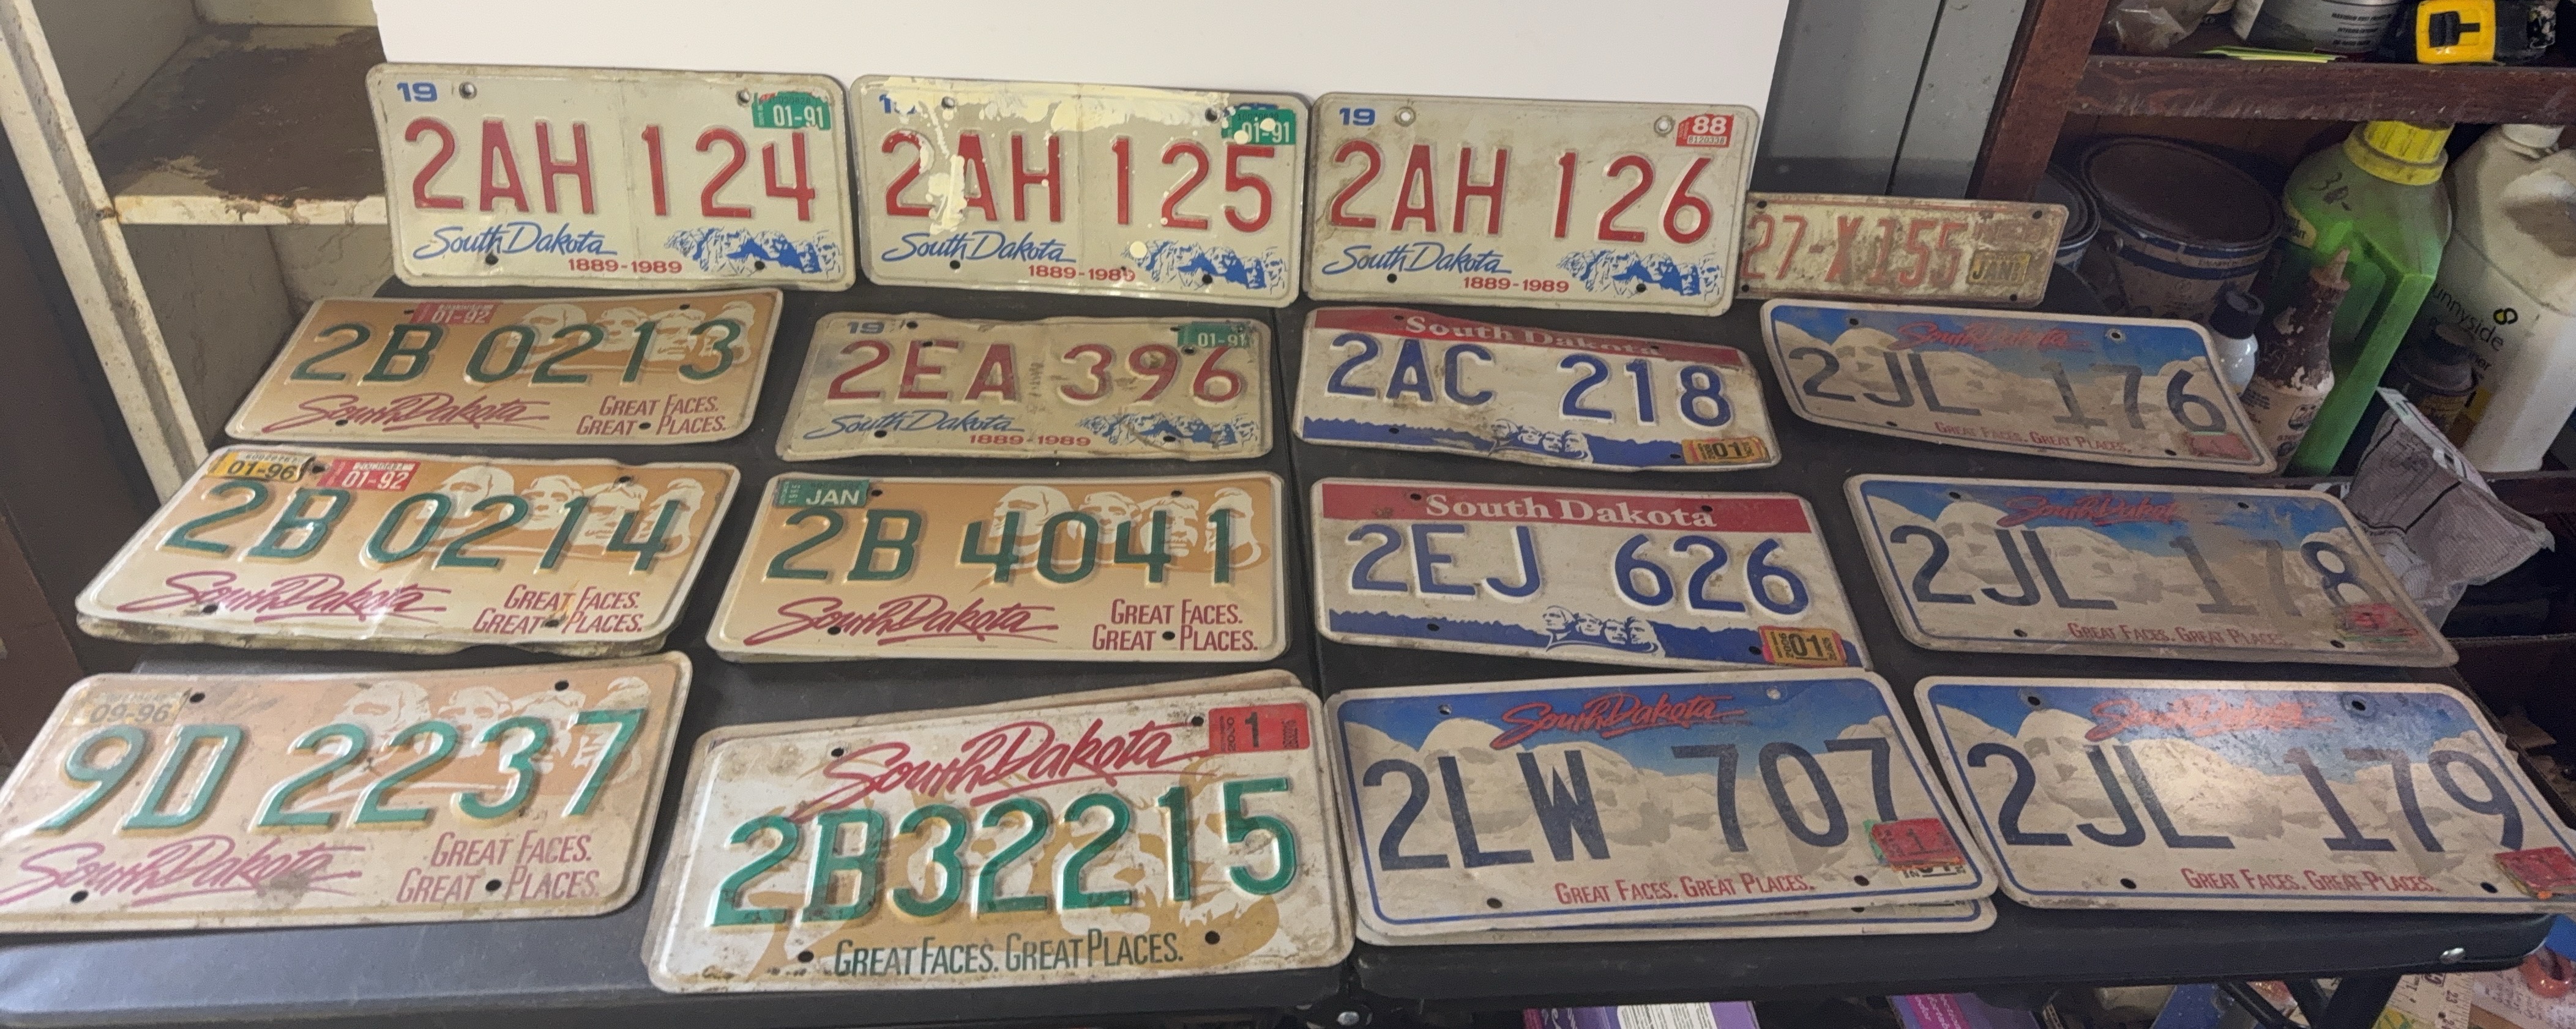 19
01-91
2AH 124
South Dakota
1889-1989
01-91
2AH 125
South Dakota
1889-1989
19
88
2AH 126
South Dakota
1889-1989
27-X155
JAN
01-92
2B 0213
South Dakota
GREAT FACES.
GREAT PLACES.
19
01-91
2EA 396
South Dakota
1889-1989
South Dakota
2AC 218
01
South Dakota
2JL 176
GREAT FACES. GREAT PLACES.
01-96
01-92
2B 0214
South Dakota
GREAT FACES.
GREAT PLACES.
JAN
2B 4041
South Dakota
GREAT FACES.
GREAT PLACES.
South Dakota
2EJ 626
01
South Dakota
2JL 178
GREAT FACES. GREAT PLACES.
09-96
9D 2237
South Dakota
GREAT FACES.
GREAT PLACES.
South Dakota
1
2B32215
GREAT FACES. GREAT PLACES.
South Dakota
2LW 707
1
GREAT FACES. GREAT PLACES.
South Dakota
2JL 179
GREAT FACES. GREAT PLACES.
unnyside